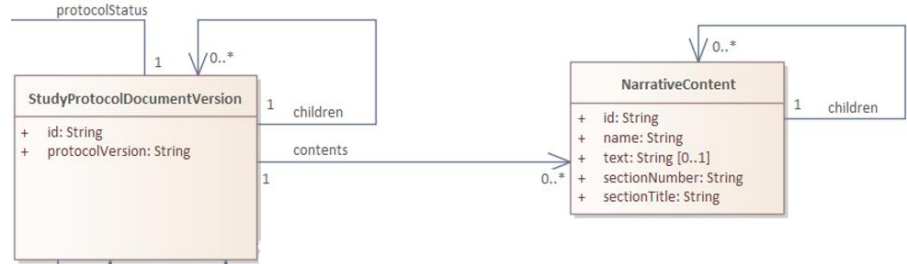 protocolStatus
1
0..*
StudyProtocolDocumentVersion
+ id: String
+ protocolVersion: String
1
children
contents
1
0..*
0..*
NarrativeContent
+ id: String
+ name: String
+ text: String [0..1]
+ sectionNumber: String
+ sectionTitle: String
1
children